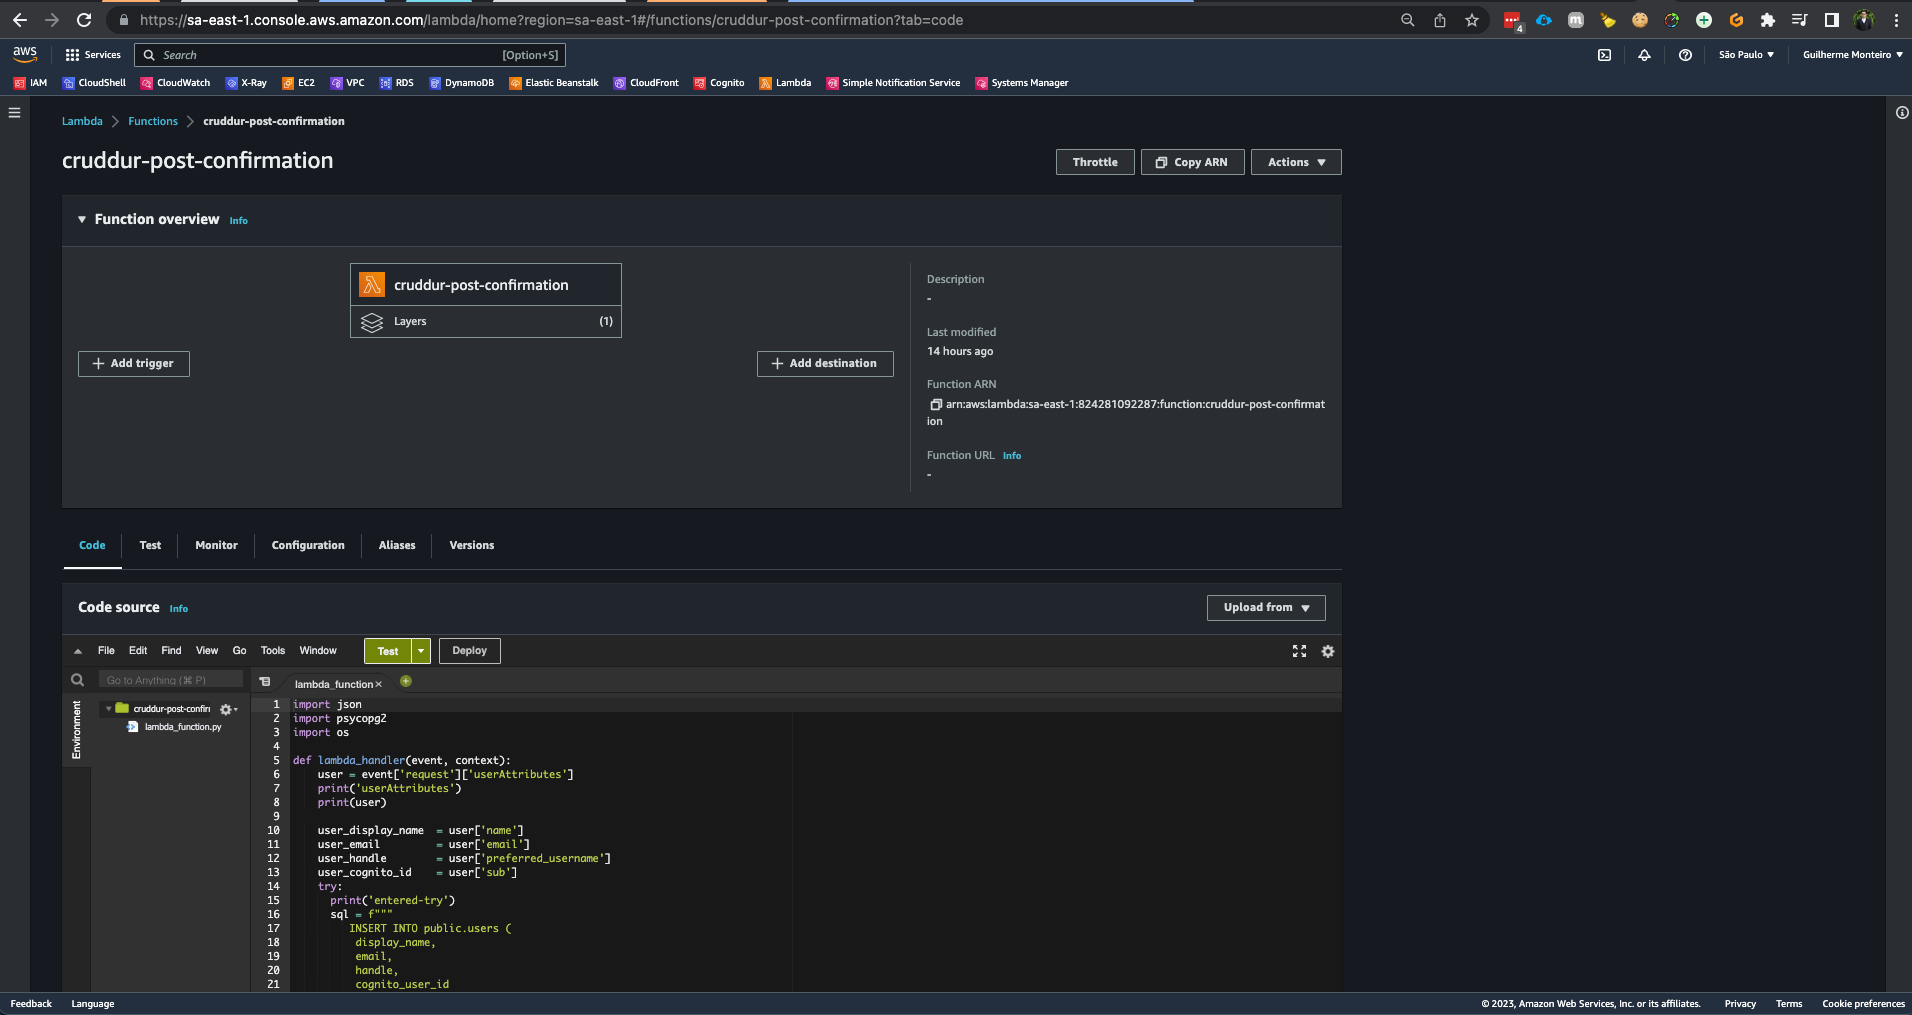 https://sa-east-1.console.aws.amazon.com/lambda/home?region=sa-east-1#/functions/cruddur-post-confirmation?tab=code
4
aws Services Search [Option+S] São Paulo ▼ Guilherme Monteiro ▼
IAM CloudShell CloudWatch X-Ray EC2 VPC RDS DynamoDB Elastic Beanstalk CloudFront Cognito Lambda Simple Notification Service Systems Manager
Lambda > Functions > cruddur-post-confirmation
cruddur-post-confirmation
Throttle Copy ARN Actions ▼
▼ Function overview Info
cruddur-post-confirmation
Layers (1)
+ Add trigger
+ Add destination
Description
-
Last modified
14 hours ago
Function ARN
arn:aws:lambda:sa-east-1:824281092287:function:cruddur-post-confirmat
ion
Function URL Info
-
Code Test Monitor Configuration Aliases Versions
Code source Info Upload from ▼
File Edit Find View Go Tools Window Test Deploy
Go to Anything (⌘ P)
lambda_function ×
Environment
cruddur-post-confir
lambda_function.py
1 import json
2 import psycopg2
3 import os
4
5 def lambda_handler(event, context):
6 user = event['request']['userAttributes']
7 print('userAttributes')
8 print(user)
9
10 user_display_name = user['name']
11 user_email = user['email']
12 user_handle = user['preferred_username']
13 user_cognito_id = user['sub']
14 try:
15 print('entered-try')
16 sql = f"""
17 INSERT INTO public.users (
18 display_name,
19 email,
20 handle,
21 cognito_user_id
Feedback Language © 2023, Amazon Web Services, Inc. or its affiliates. Privacy Terms Cookie preferences